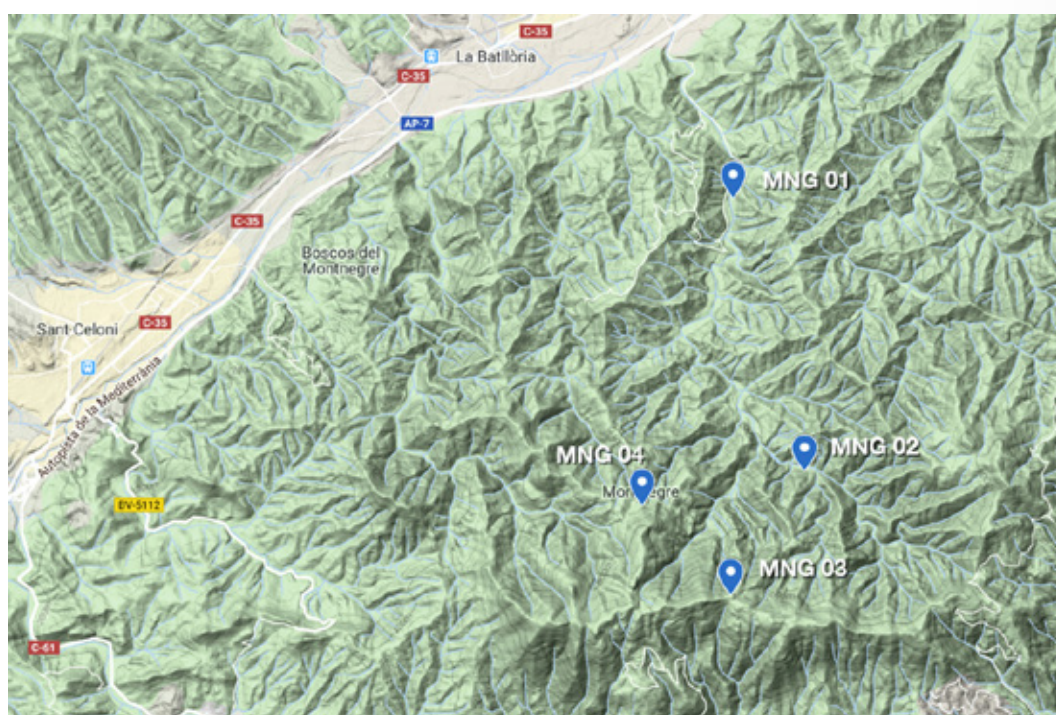 C-35
La Batllòria
C-35
AP-7
MNG 01
C-35
Boscos del
Montnegre
Sant Celoni
C-35
Autopista de la Mediterrània
MNG 04
MNG 02
Montnegre
BV-5112
MNG 03
C-61